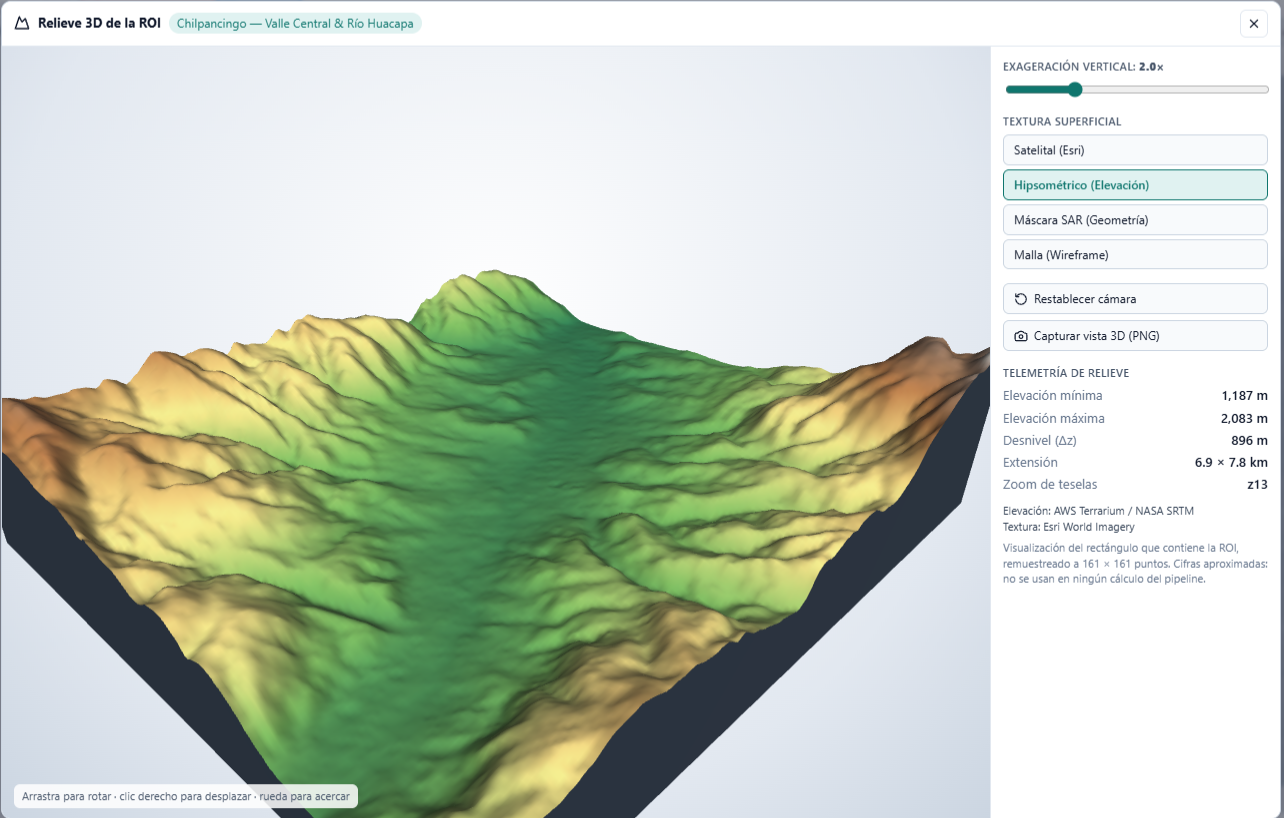 Relieve 3D de la ROI
Chilpancingo — Valle Central & Río Huacapa
EXAGERACIÓN VERTICAL: 2.0×
TEXTURA SUPERFICIAL
Satelital (Esri)
Hipsométrico (Elevación)
Máscara SAR (Geometría)
Malla (Wireframe)
Restablecer cámara
Capturar vista 3D (PNG)
TELEMETRÍA DE RELIEVE
Elevación mínima 1,187 m
Elevación máxima 2,083 m
Desnivel (Δz) 896 m
Extensión 6.9 × 7.8 km
Zoom de teselas z13
Elevación: AWS Terrarium / NASA SRTM
Textura: Esri World Imagery
Visualización del rectángulo que contiene la ROI,
remuestreado a 161 × 161 puntos. Cifras aproximadas:
no se usan en ningún cálculo del pipeline.
Arrastra para rotar · clic derecho para desplazar · rueda para acercar